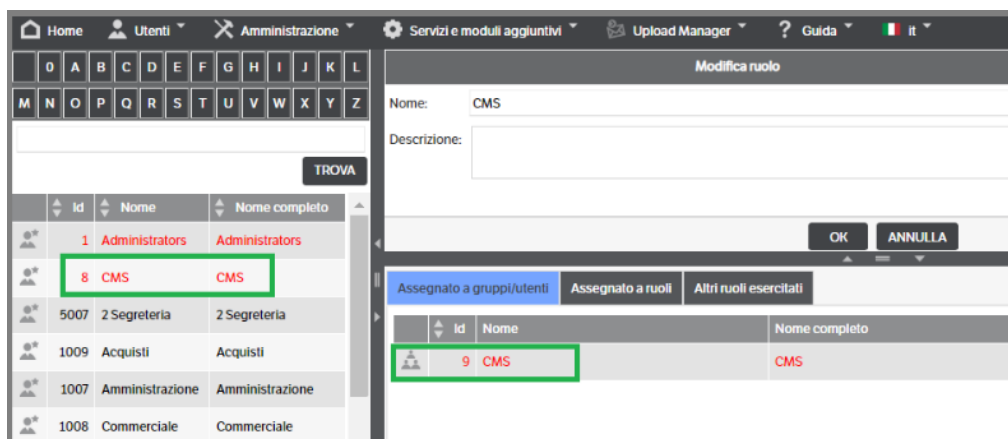 Home Utenti Amministrazione Servizi e moduli aggiuntivi Upload Manager ? Guida it
0 A B C D E F G H I J K L
M N O P Q R S T U V W X Y Z
TROVA
Id Nome Nome completo
1 Administrators Administrators
8 CMS CMS
5007 2 Segreteria 2 Segreteria
1009 Acquisti Acquisti
1007 Amministrazione Amministrazione
1008 Commerciale Commerciale
Modifica ruolo
Nome: CMS
Descrizione:
OK ANNULLA
Assegnato a gruppi/utenti Assegnato a ruoli Altri ruoli esercitati
Id Nome Nome completo
9 CMS CMS